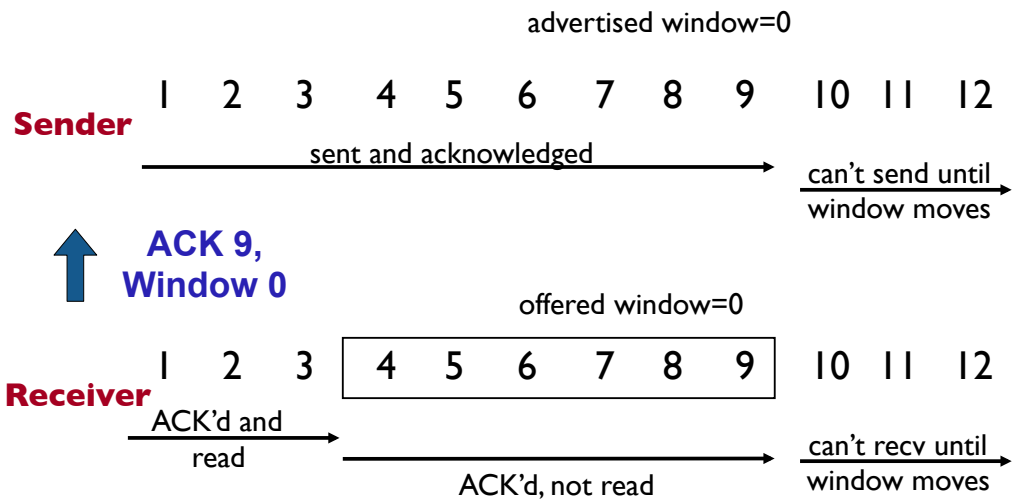 advertised window=0
1 2 3 4 5 6 7 8 9 10 11 12
Sender
sent and acknowledged
can't send until
window moves
ACK 9,
Window 0
offered window=0
1 2 3 4 5 6 7 8 9 10 11 12
Receiver
ACK'd and
read
ACK'd, not read
can't recv until
window moves